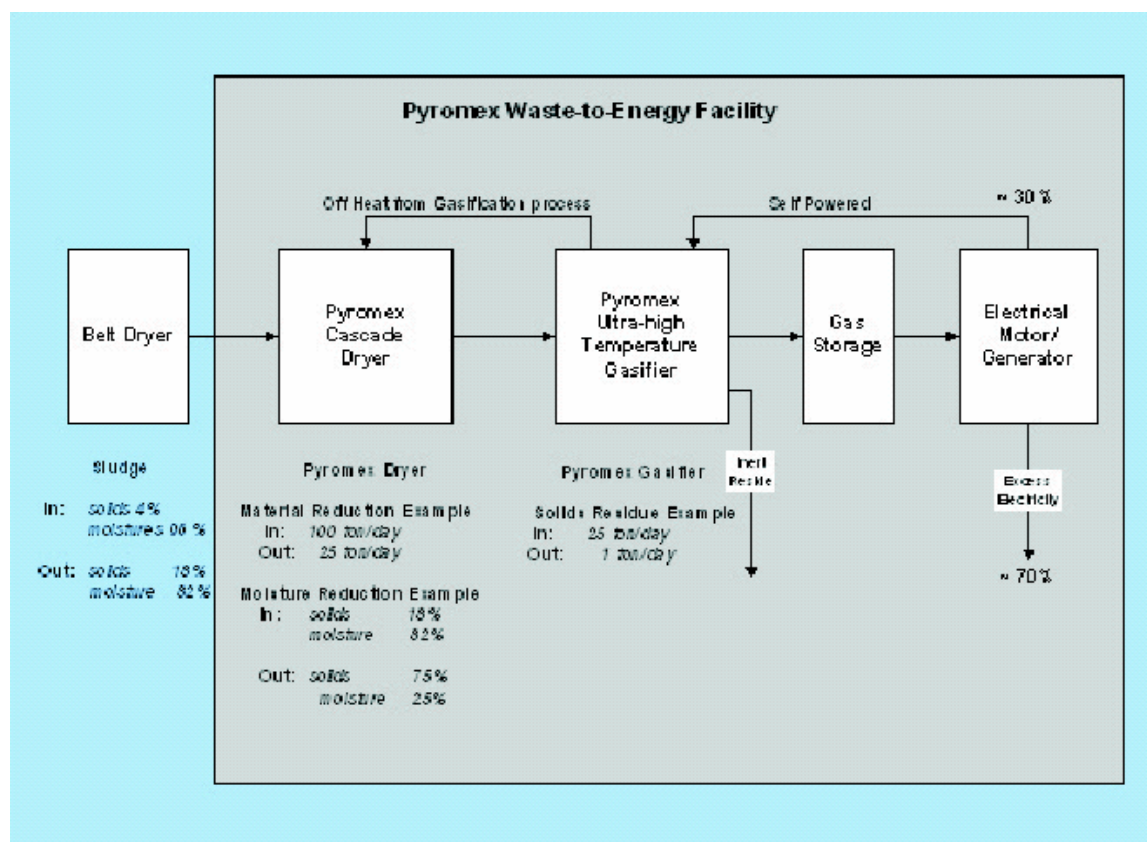 Pyromex Waste-to-Energy Facility
Off Heat from Gasification process
Self Powered
≈ 30 %
Belt Dryer
Pyromex
Cascade
Dryer
Pyromex
Ultra-high
Temperature
Gasifier
Gas
Storage
Electrical
Motor/
Generator
Inert
Excess
Electricity
≈ 70%
Sludge
In: solids 4%
moistures
Out: solids 18%
moisture 82%
Pyromex Dryer
Material Reduction Example
In: 100 ton/day
Out: 25 ton/day
Moisture Reduction Example
In: solids 18%
moisture 82%
Out: solids 75%
moisture 25%
Pyromex Gasifier
Solids Residue Example
In: 25 ton/day
Out: 1 ton/day